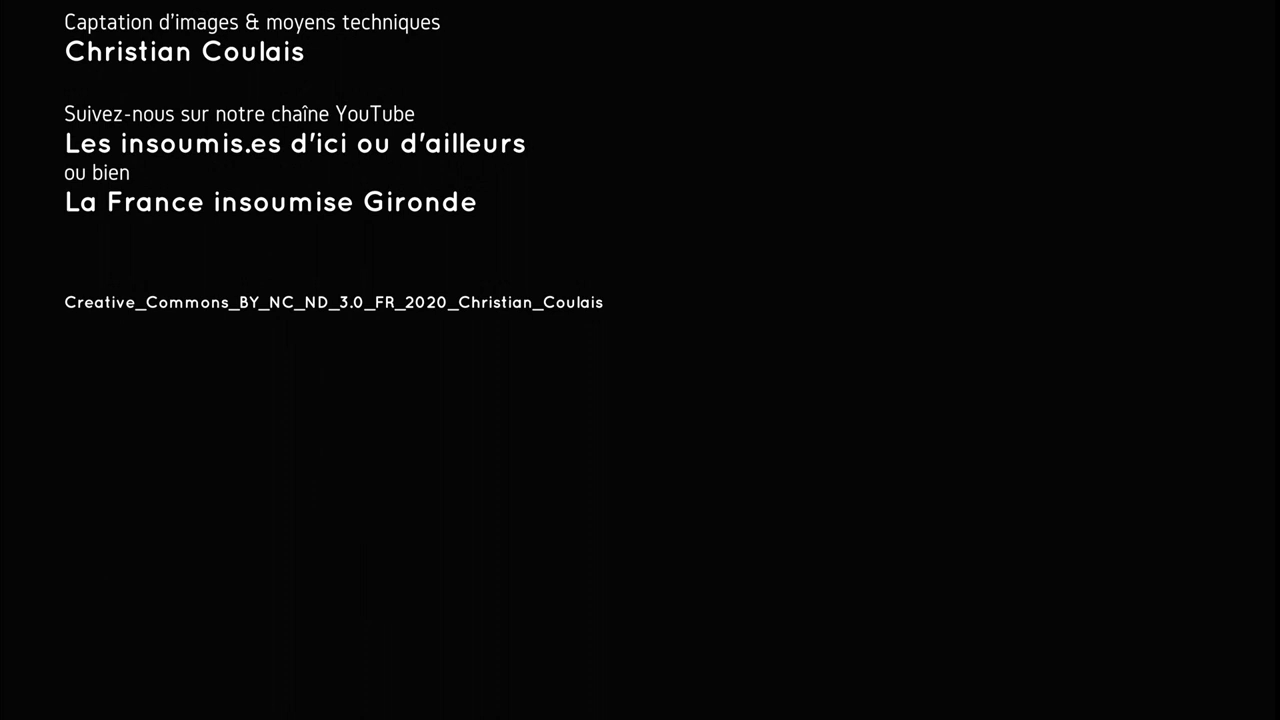 Captation d’images & moyens techniques
Christian Coulais
Suivez-nous sur notre chaîne YouTube
Les insoumis.es d'ici ou d'ailleurs
ou bien
La France insoumise Gironde
Creative_Commons_BY_NC_ND_3.0_FR_2020_Christian_Coulais